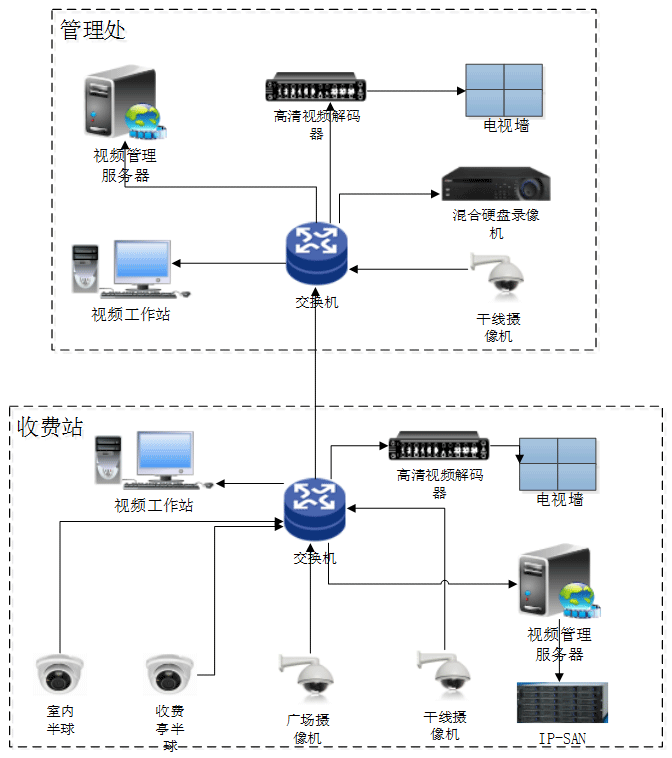 管理处
高清视频解码
器
电视墙
视频管理
服务器
混合硬盘录像
机
交换机
视频工作站
干线摄
像机
收费站
高清视频解码
器
电视墙
视频工作站
交换机
视频管理
服务器
室内
半球
收费
亭半
球
广场摄
像机
干线摄
像机
IP-SAN